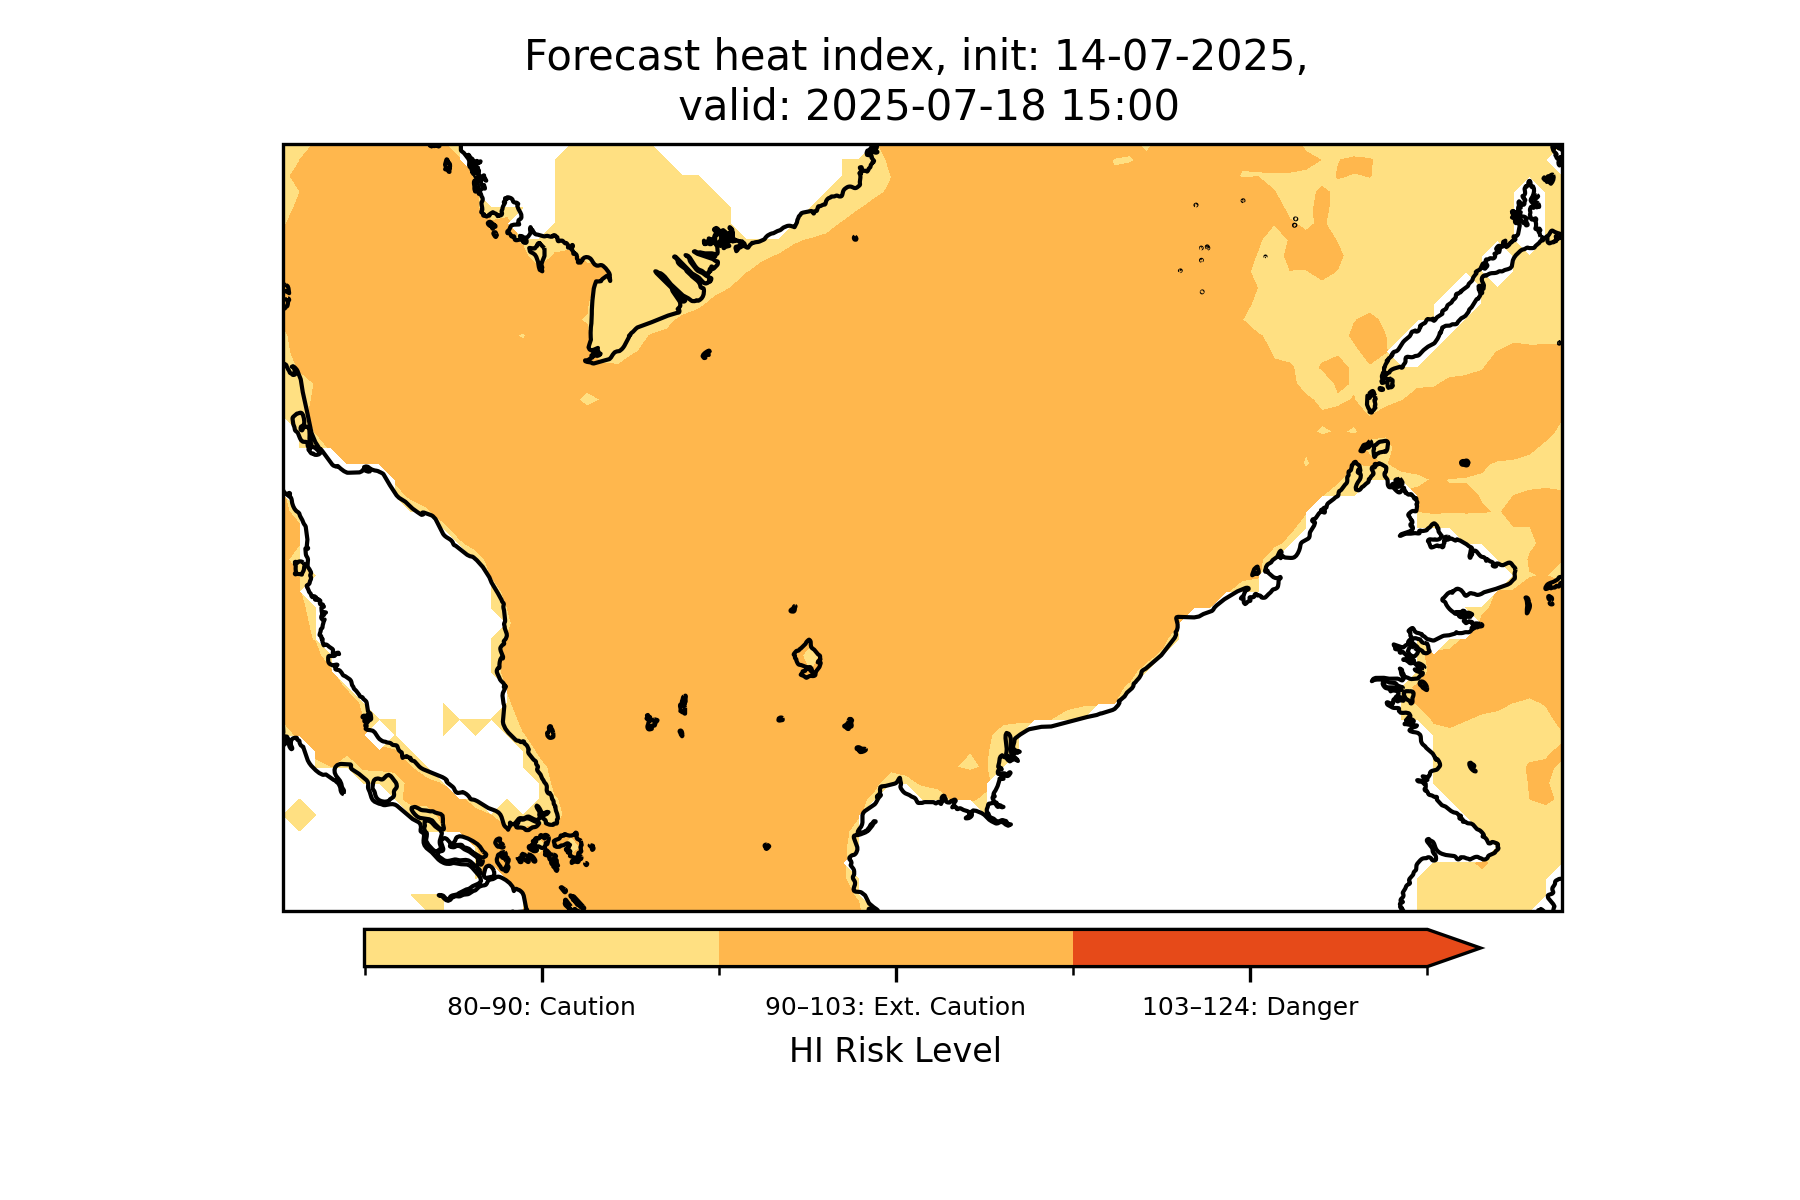 Forecast heat index, init: 14-07-2025,
valid: 2025-07-18 15:00
80–90: Caution
90–103: Ext. Caution
103–124: Danger
HI Risk Level